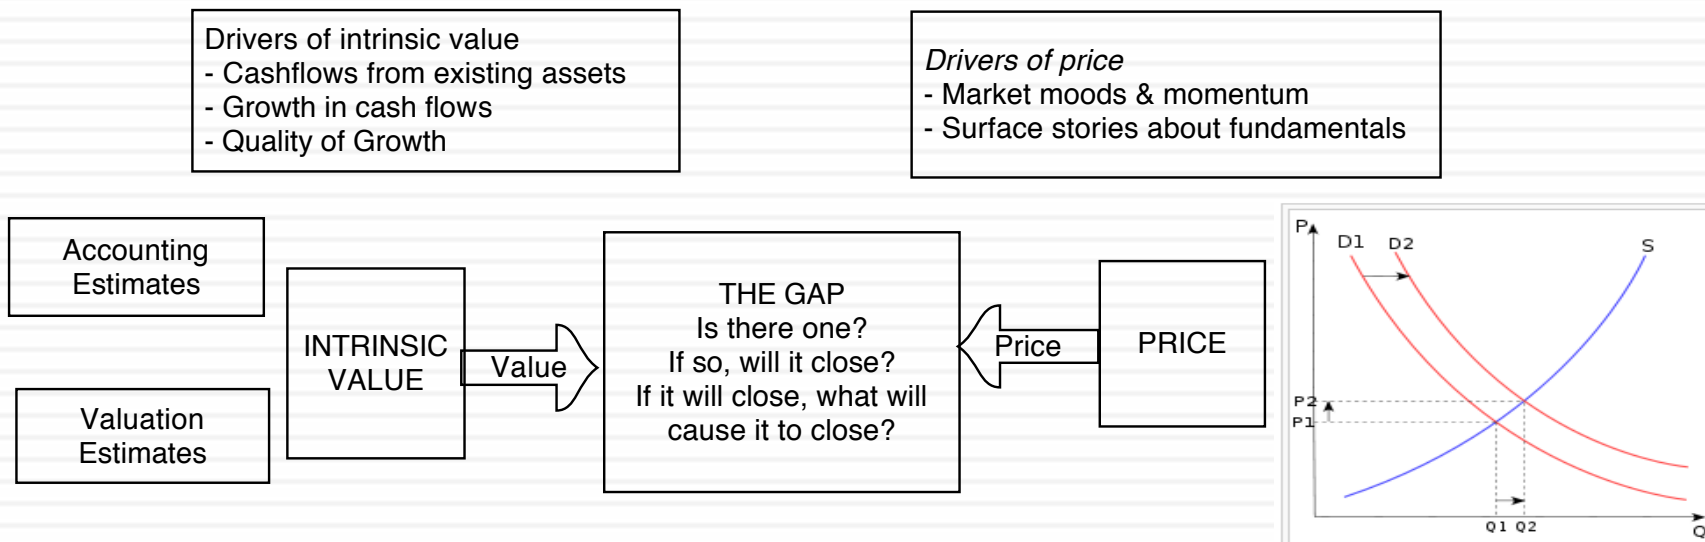 Drivers of intrinsic value
- Cashflows from existing assets
- Growth in cash flows
- Quality of Growth
Drivers of price
- Market moods & momentum
- Surface stories about fundamentals
Accounting
Estimates
Valuation
Estimates
INTRINSIC
VALUE
Value
THE GAP
Is there one?
If so, will it close?
If it will close, what will
cause it to close?
Price
PRICE
P
D1 D2
S
P2
P1
Q1 Q2
Q